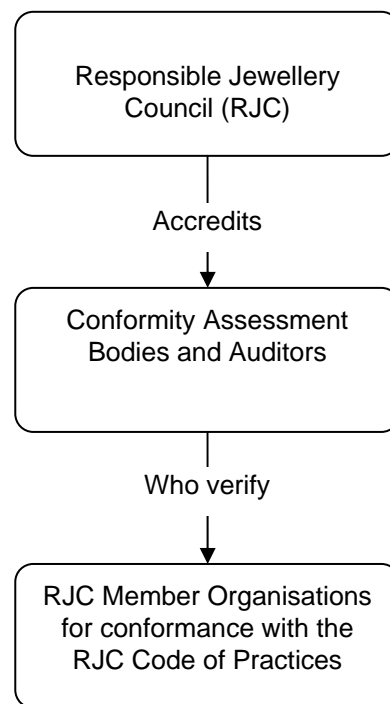 Responsible Jewellery
Council (RJC)
Accredits
Conformity Assessment
Bodies and Auditors
Who verify
RJC Member Organisations
for conformance with the
RJC Code of Practices